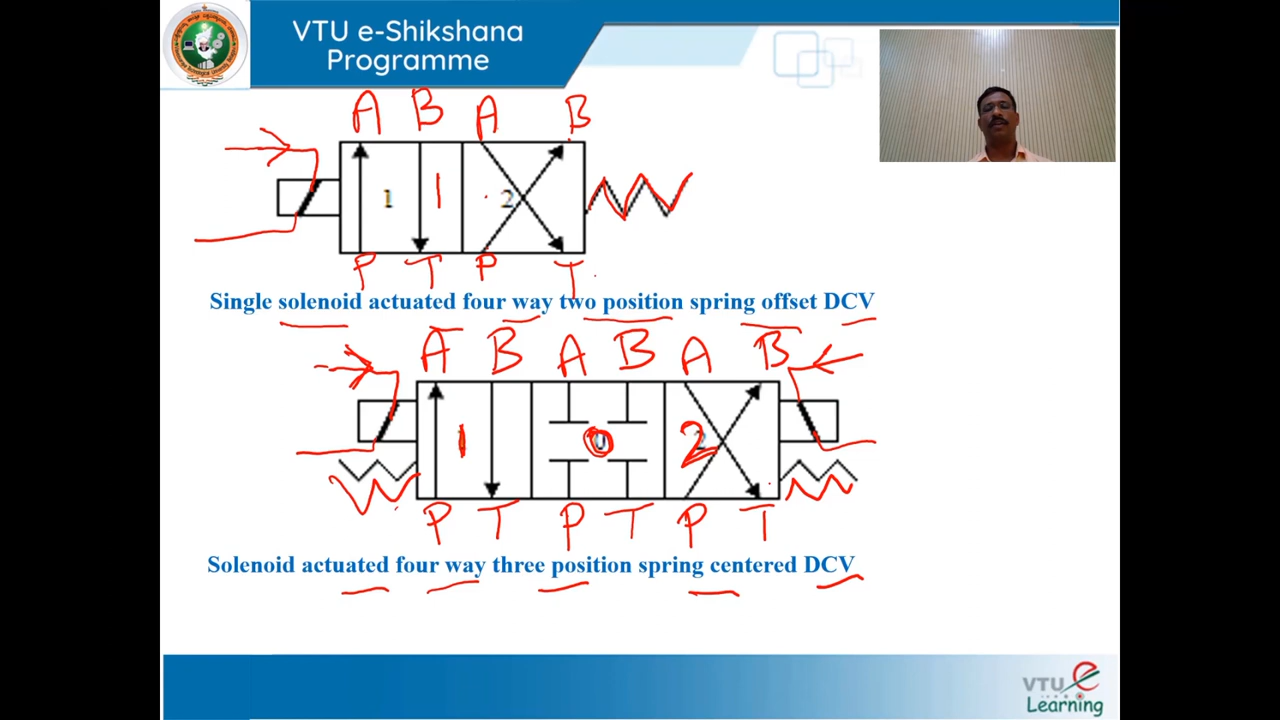 VTU e-Shikshana
Programme
A B A B
1 1 2
P T P T
Single solenoid actuated four way two position spring offset DCV
A B A B A B
1 0 2
P T P T P T
Solenoid actuated four way three position spring centered DCV
VTU e
Learning